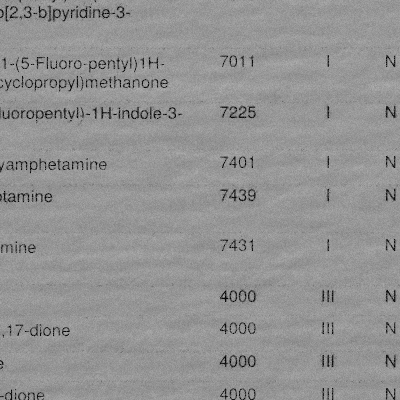 o[2,3-b]pyridine-3-
1-(5-Fluoro-pentyl)1H- 7011 I N
cyclopropyl)methanone
luoropentyl)-1H-indole-3- 7225 I N
yamphetamine 7401 I N
otamine 7439 I N
mine 7431 I N
4000 III N
,17-dione 4000 III N
e 4000 III N
-dione 4000 III N